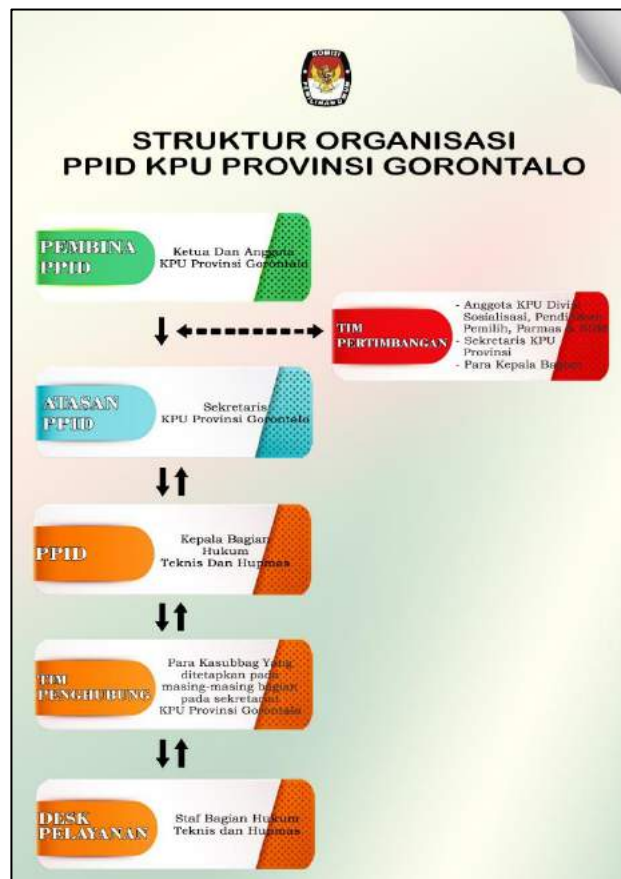 KOMISI
PEMILIHAN UMUM
STRUKTUR ORGANISASI
PPID KPU PROVINSI GORONTALO
PEMBINA
PPID
Ketua Dan Anggota
KPU Provinsi Gorontalo
TIM
PERTIMBANGAN
- Anggota KPU Divisi
Sosialisasi, Pendidikan
Pemilih, Parmas & SDM
- Sekretaris KPU
Provinsi
- Para Kepala Bagian
ATASAN
PPID
Sekretaris
KPU Provinsi Gorontalo
PPID
Kepala Bagian
Hukum
Teknis Dan Hupmas
TIM
PENGHUBUNG
Para Kasubbag Yang
ditetapkan pada
masing-masing bagian
pada sekretariat
KPU Provinsi Gorontalo
DESK
PELAYANAN
Staf Bagian Hukum
Teknis dan Hupmas